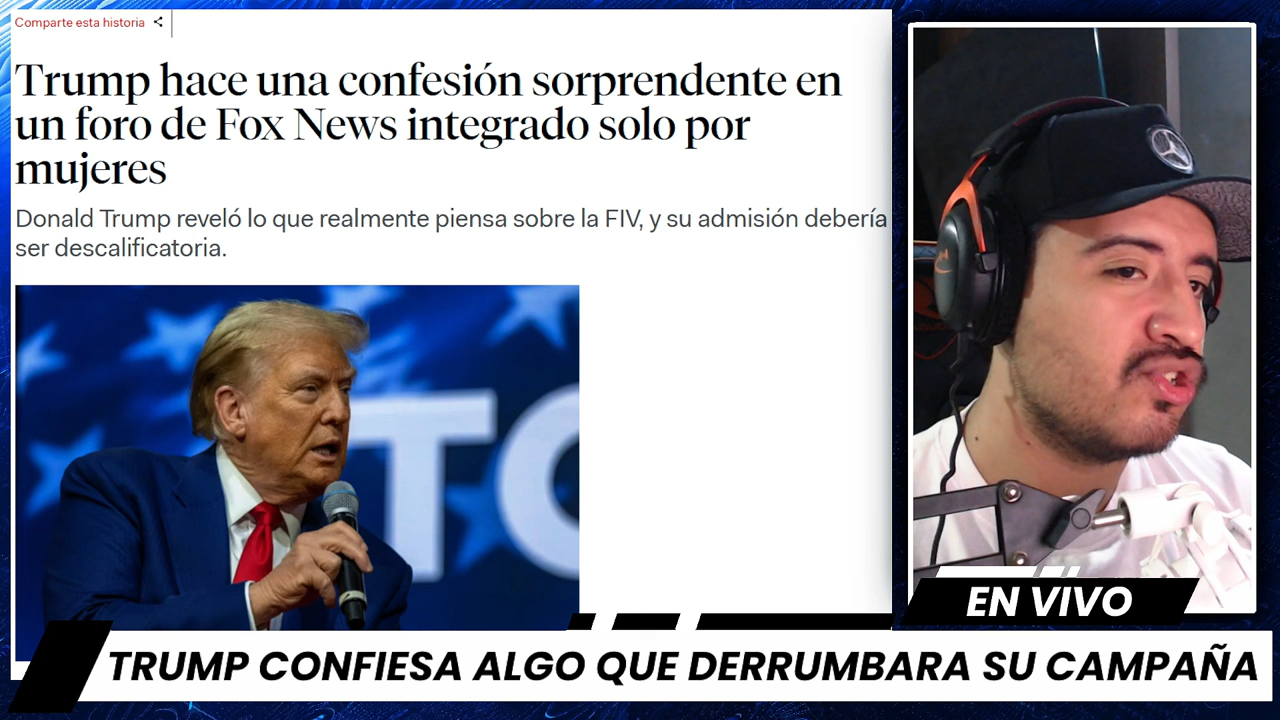 Comparte esta historia
Trump hace una confesión sorprendente en
un foro de Fox News integrado solo por
mujeres
Donald Trump reveló lo que realmente piensa sobre la FIV, y su admisión debería
ser descalificatoria.
TO
EN VIVO
TRUMP CONFIESA ALGO QUE DERRUMBARA SU CAMPAÑA